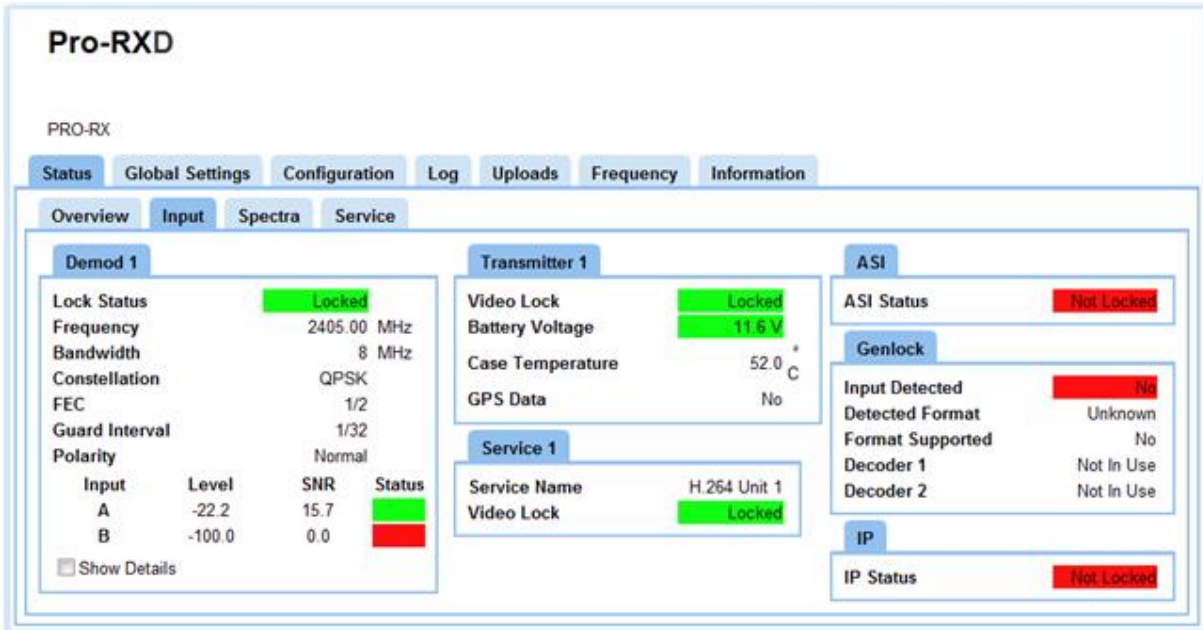 Pro-RXD
PRO-RX
Status Global Settings Configuration Log Uploads Frequency Information
Overview Input Spectra Service
Demod 1
Lock Status Locked
Frequency 2405.00 MHz
Bandwidth 8 MHz
Constellation QPSK
FEC 1/2
Guard Interval 1/32
Polarity Normal
Input Level SNR Status
A -22.2 15.7
B -100.0 0.0
Show Details
Transmitter 1
Video Lock Locked
Battery Voltage 11.6 V
Case Temperature 52.0 °C
GPS Data No
Service 1
Service Name H.264 Unit 1
Video Lock Locked
ASI
ASI Status Not Locked
Genlock
Input Detected No
Detected Format Unknown
Format Supported No
Decoder 1 Not In Use
Decoder 2 Not In Use
IP
IP Status Not Locked